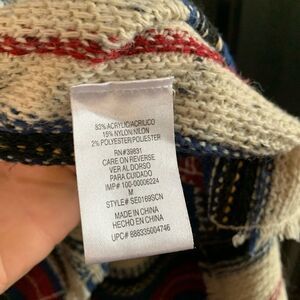 83% ACRYLIC/ACRILICO
15% NYLON/NILON
2% POLYESTER/POLIESTER
RN#39831
CARE ON REVERSE
VER AL DORSO
PARA CUIDADO
IMP# 100-00006224
M
STYLE# SE0169SCN
MADE IN CHINA
HECHO EN CHINA
UPC# 888335004746